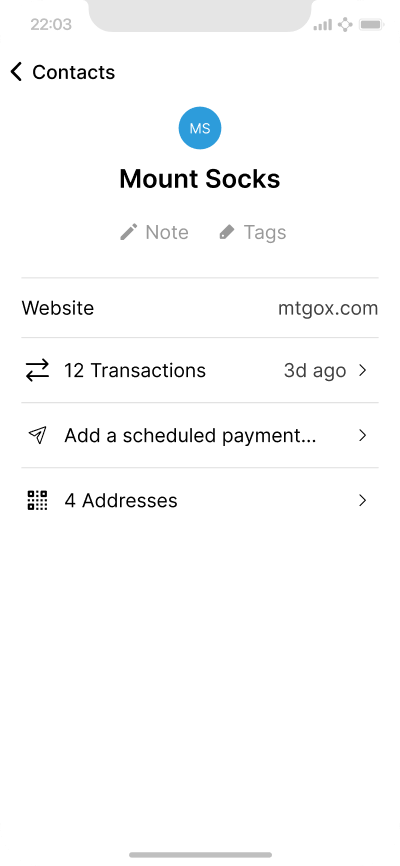 22:03
Contacts
MS
Mount Socks
Note Tags
Website mtgox.com
12 Transactions 3d ago
Add a scheduled payment...
4 Addresses